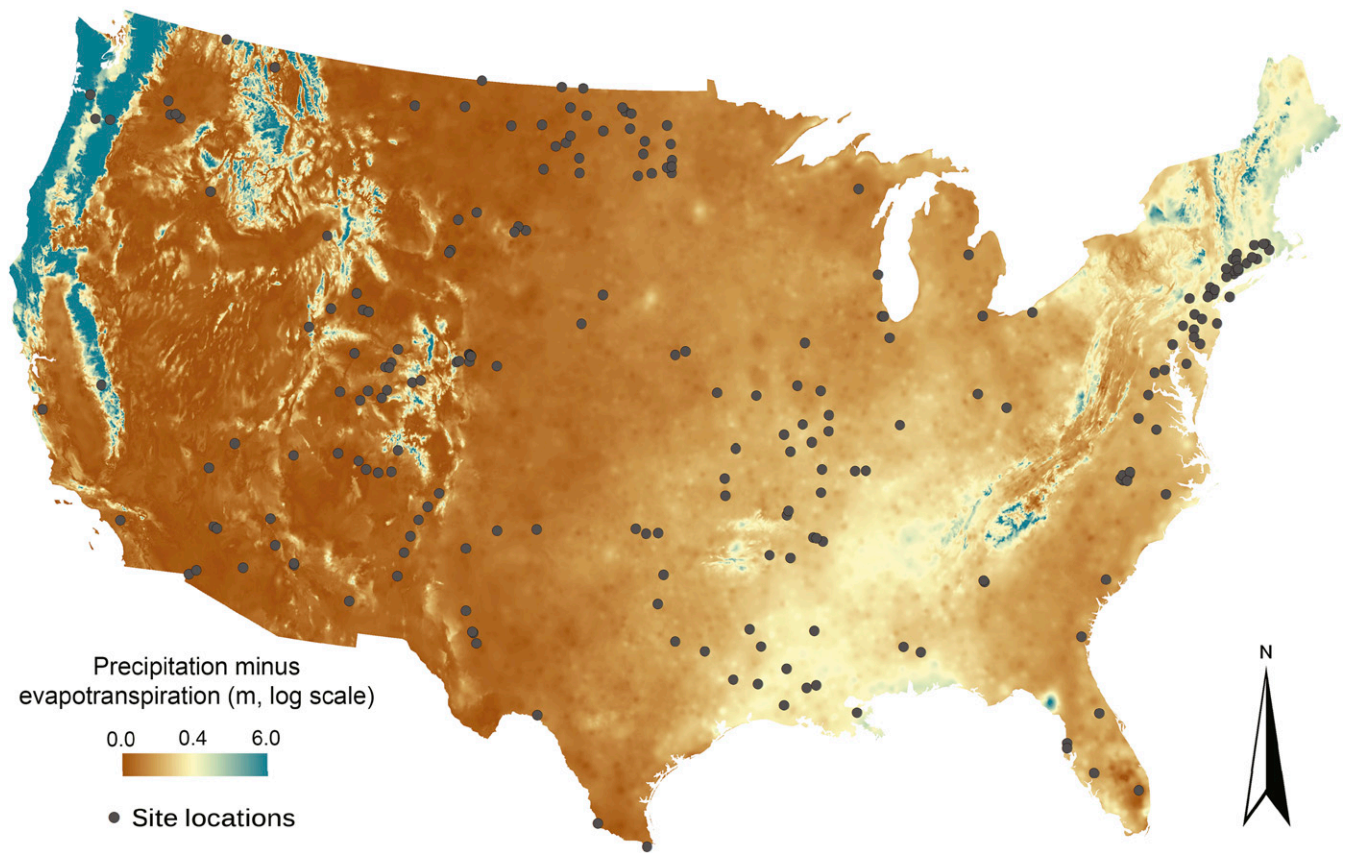 N
Precipitation minus
evapotranspiration (m, log scale)
0.0 0.4 6.0
Site locations